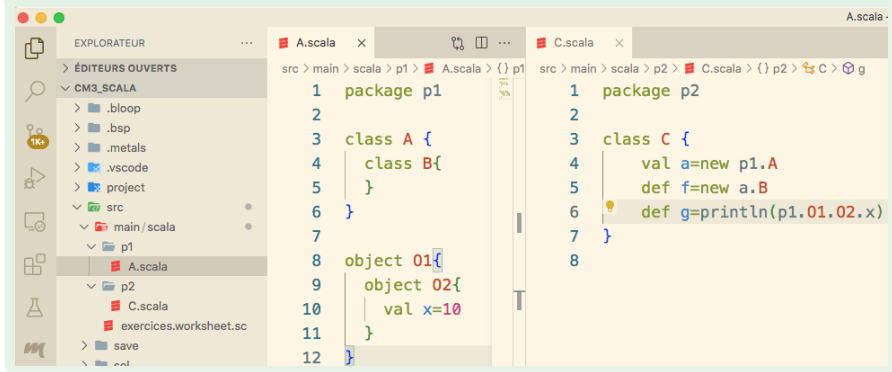 A.scala -
EXPLORATEUR ...
> ÉDITEURS OUVERTS
CM3_SCALA
> .bloop
> .bsp
> .metals
> .vscode
> project
src
main/scala
p1
A.scala
p2
C.scala
exercices.worksheet.sc
> save
1K+
A.scala ×
src > main > scala > p1 > A.scala > {} p1
1 package p1
2
3 class A {
4 class B{
5 }
6 }
7
8 object O1{
9 object O2{
10 val x=10
11 }
12 }
C.scala ×
src > main > scala > p2 > C.scala > {} p2 > C > g
1 package p2
2
3 class C {
4 val a=new p1.A
5 def f=new a.B
6 def g=println(p1.O1.O2.x)
7 }
8